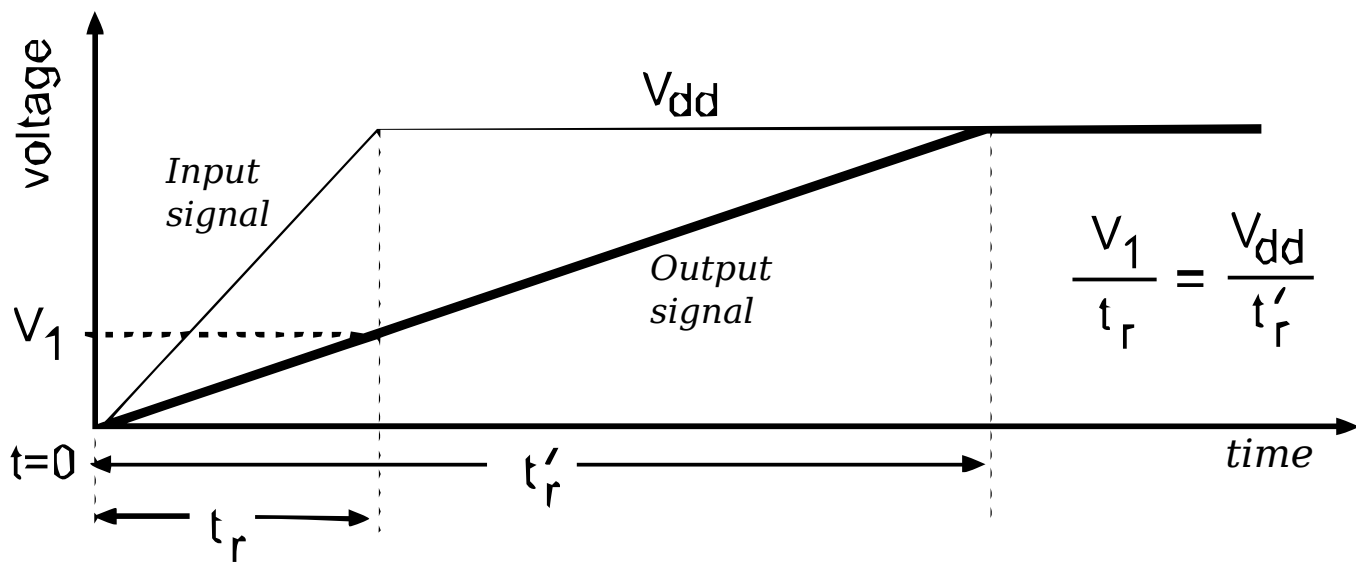 voltage
Vdd
Input
signal
Output
signal
V1 / tr = Vdd / t′r
V1
t=0
time
t′r
tr